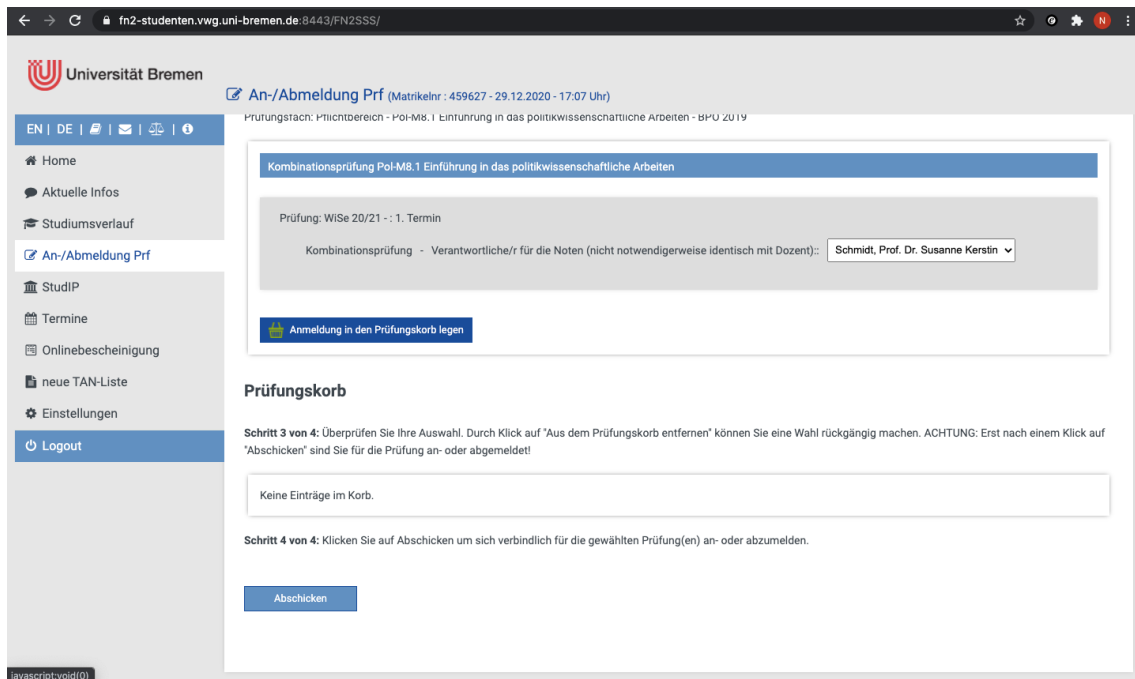 fn2-studenten.vwg.uni-bremen.de:8443/FN2SSS/
N
Universität Bremen
An-/Abmeldung Prf (Matrikelnr : 459627 - 29.12.2020 - 17:07 Uhr)
EN | DE | | | |
Prüfungsfach: Pflichtbereich - Pol-M8.1 Einführung in das politikwissenschaftliche Arbeiten - BPO 2019
Home
Aktuelle Infos
Studiumsverlauf
An-/Abmeldung Prf
StudIP
Termine
Onlinebescheinigung
neue TAN-Liste
Einstellungen
Logout
Kombinationsprüfung Pol-M8.1 Einführung in das politikwissenschaftliche Arbeiten
Prüfung: WiSe 20/21 - : 1. Termin
Kombinationsprüfung - Verantwortliche/r für die Noten (nicht notwendigerweise identisch mit Dozent):: Schmidt, Prof. Dr. Susanne Kerstin
Anmeldung in den Prüfungskorb legen
Prüfungskorb
Schritt 3 von 4: Überprüfen Sie Ihre Auswahl. Durch Klick auf "Aus dem Prüfungskorb entfernen" können Sie eine Wahl rückgängig machen. ACHTUNG: Erst nach einem Klick auf
"Abschicken" sind Sie für die Prüfung an- oder abgemeldet!
Keine Einträge im Korb.
Schritt 4 von 4: Klicken Sie auf Abschicken um sich verbindlich für die gewählten Prüfung(en) an- oder abzumelden.
Abschicken
javascript:void(0)